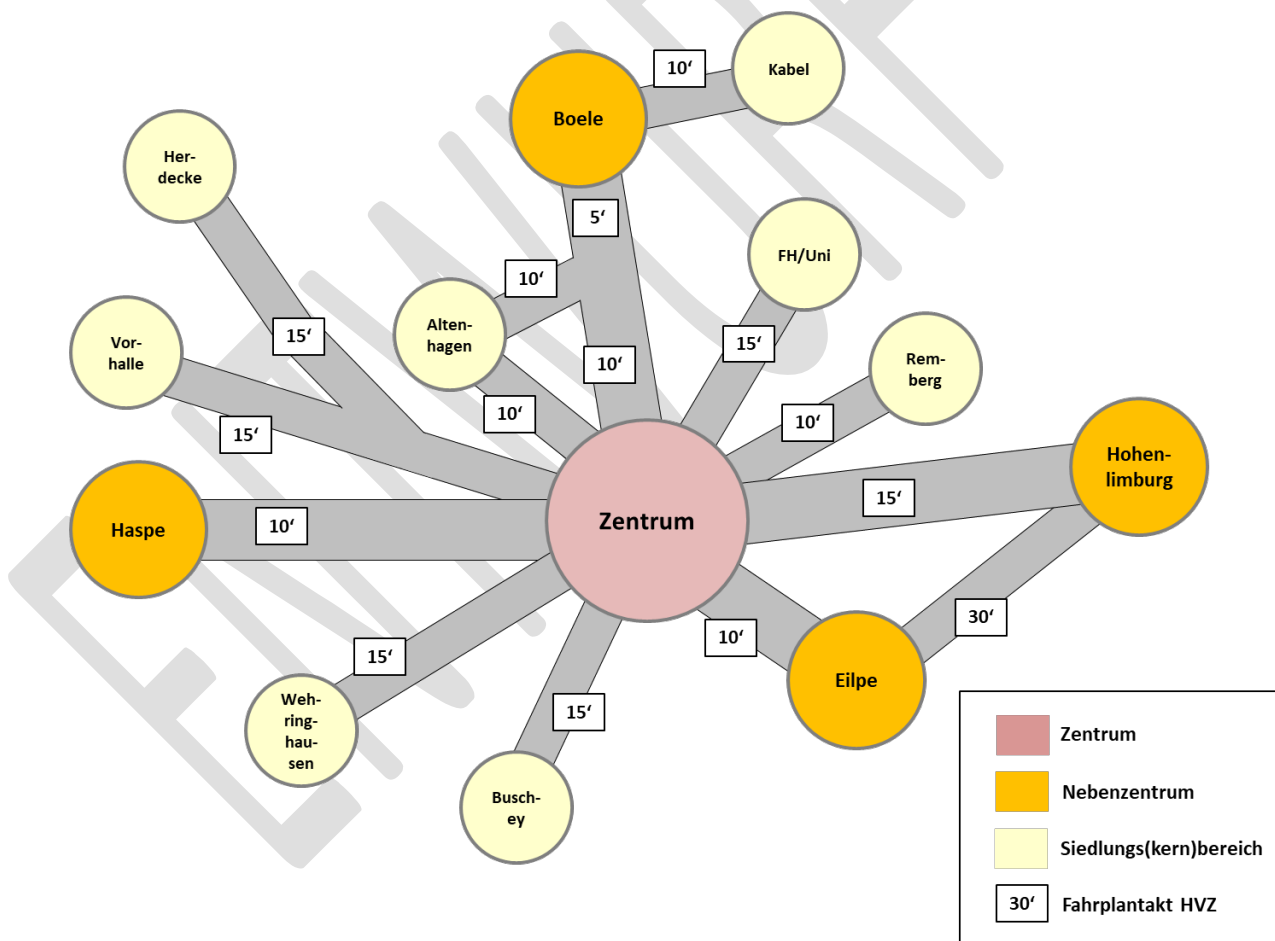 10‘
Kabel
Boele
Her-
decke
5‘
FH/Uni
10‘
Alten-
hagen
15‘
Vor-
halle
15‘
10‘
Rem-
berg
10‘
10‘
15‘
Hohen-
limburg
15‘
Zentrum
Haspe
10‘
30‘
10‘
15‘
Eilpe
Weh-
ring-
hau-
sen
15‘
Busch-
ey
Zentrum
Nebenzentrum
Siedlungs(kern)bereich
30‘
Fahrplantakt HVZ
ENTWURF